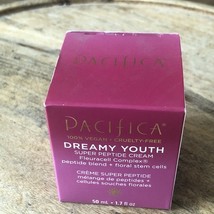 PACIFICA
100% VEGAN • CRUELTY-FREE
DREAMY YOUTH
SUPER PEPTIDE CREAM
Fleuracell Complex®
peptide blend + floral stem cells
CRÈME SUPER PEPTIDE
mélange de peptides +
cellules souches florales
50 mL • 1.7 fl oz